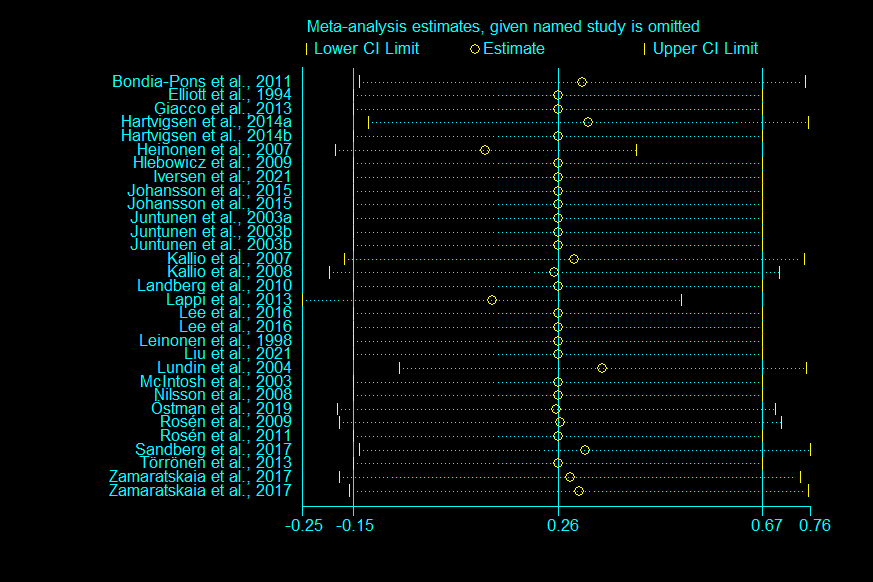 Meta-analysis estimates, given named study is omitted
Lower CI Limit Estimate Upper CI Limit
Bondia-Pons et al., 2011
Elliott et al., 1994
Giacco et al., 2013
Hartvigsen et al., 2014a
Hartvigsen et al., 2014b
Heinonen et al., 2007
Hlebowicz et al., 2009
Iversen et al., 2021
Johansson et al., 2015
Johansson et al., 2015
Juntunen et al., 2003a
Juntunen et al., 2003b
Juntunen et al., 2003b
Kallio et al., 2007
Kallio et al., 2008
Landberg et al., 2010
Lappi et al., 2013
Lee et al., 2016
Lee et al., 2016
Leinonen et al., 1998
Liu et al., 2021
Lundin et al., 2004
McIntosh et al., 2003
Nilsson et al., 2008
Östman et al., 2019
Rosén et al., 2009
Rosén et al., 2011
Sandberg et al., 2017
Törrönen et al., 2013
Zamaratskaia et al., 2017
Zamaratskaia et al., 2017
-0.25 -0.15 0.26 0.67 0.76